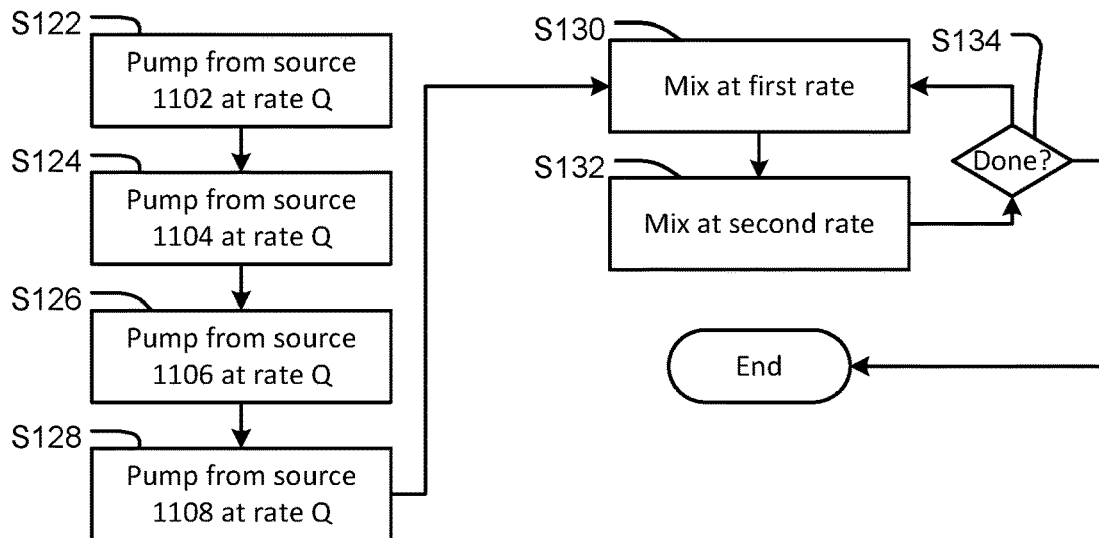 S122
Pump from source
1102 at rate Q
S124
Pump from source
1104 at rate Q
S126
Pump from source
1106 at rate Q
S128
Pump from source
1108 at rate Q
S130
Mix at first rate
S132
Mix at second rate
S134
Done?
End